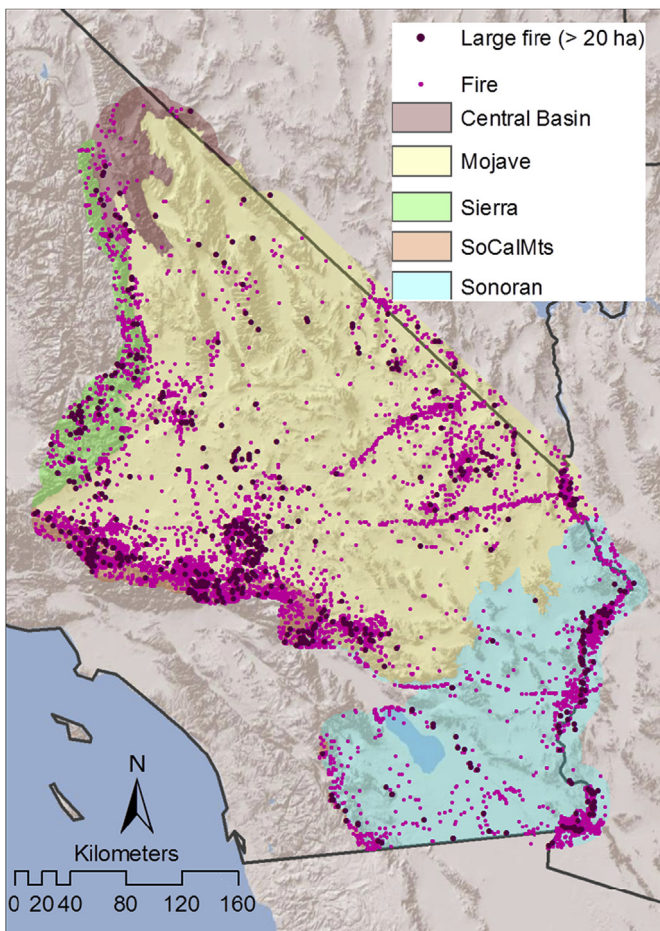 Large fire (> 20 ha)
Fire
Central Basin
Mojave
Sierra
SoCalMts
Sonoran
N
Kilometers
0 20 40 80 120 160